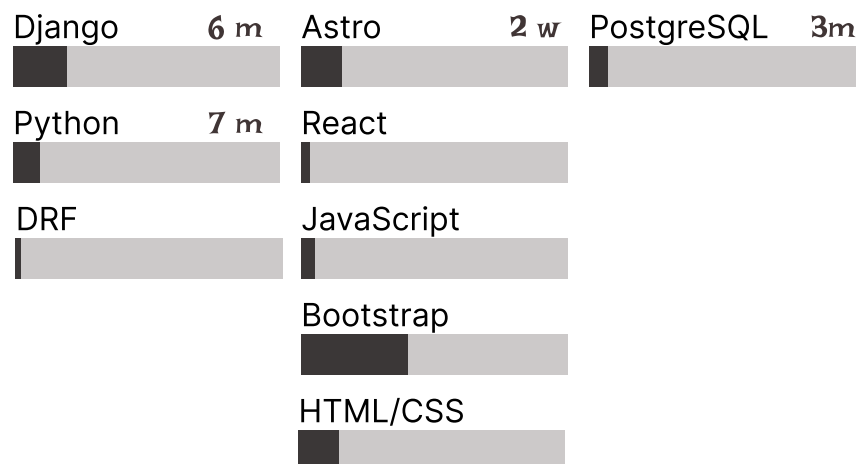 Django 6 m
Python 7 m
DRF
Astro 2 w
React
JavaScript
Bootstrap
HTML/CSS
PostgreSQL 3m